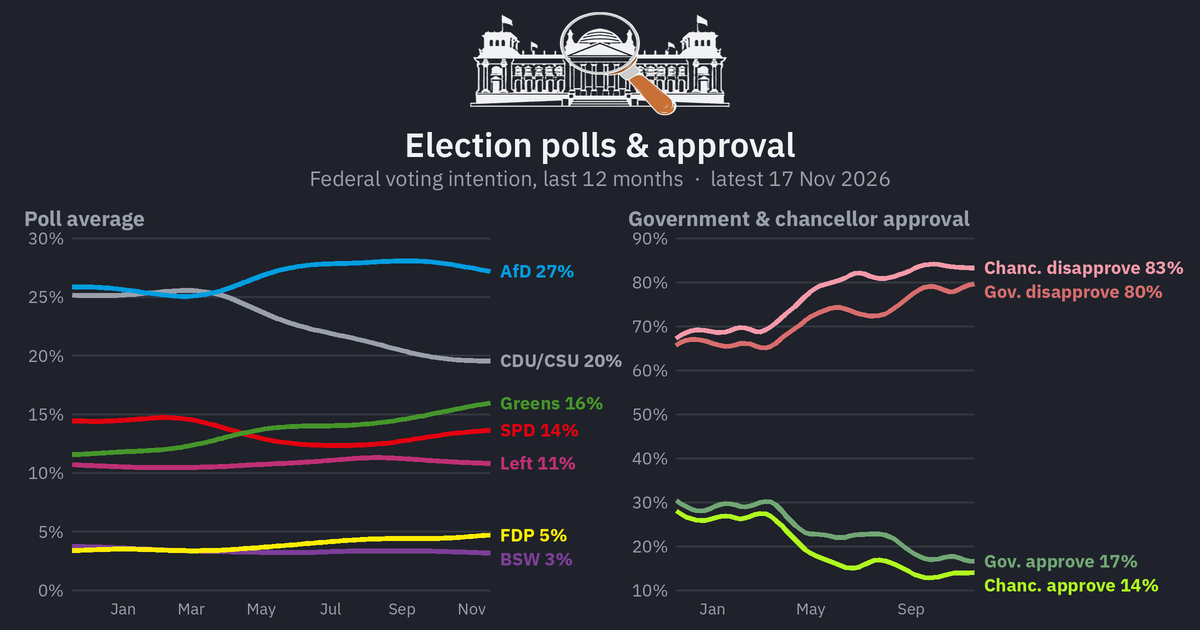 Election polls & approval
Federal voting intention, last 12 months · latest 17 Nov 2026
Poll average
30%
25%
20%
15%
10%
5%
0%
Jan Mar May Jul Sep Nov
AfD 27%
CDU/CSU 20%
Greens 16%
SPD 14%
Left 11%
FDP 5%
BSW 3%
Government & chancellor approval
90%
80%
70%
60%
50%
40%
30%
20%
10%
Jan May Sep
Chanc. disapprove 83%
Gov. disapprove 80%
Gov. approve 17%
Chanc. approve 14%